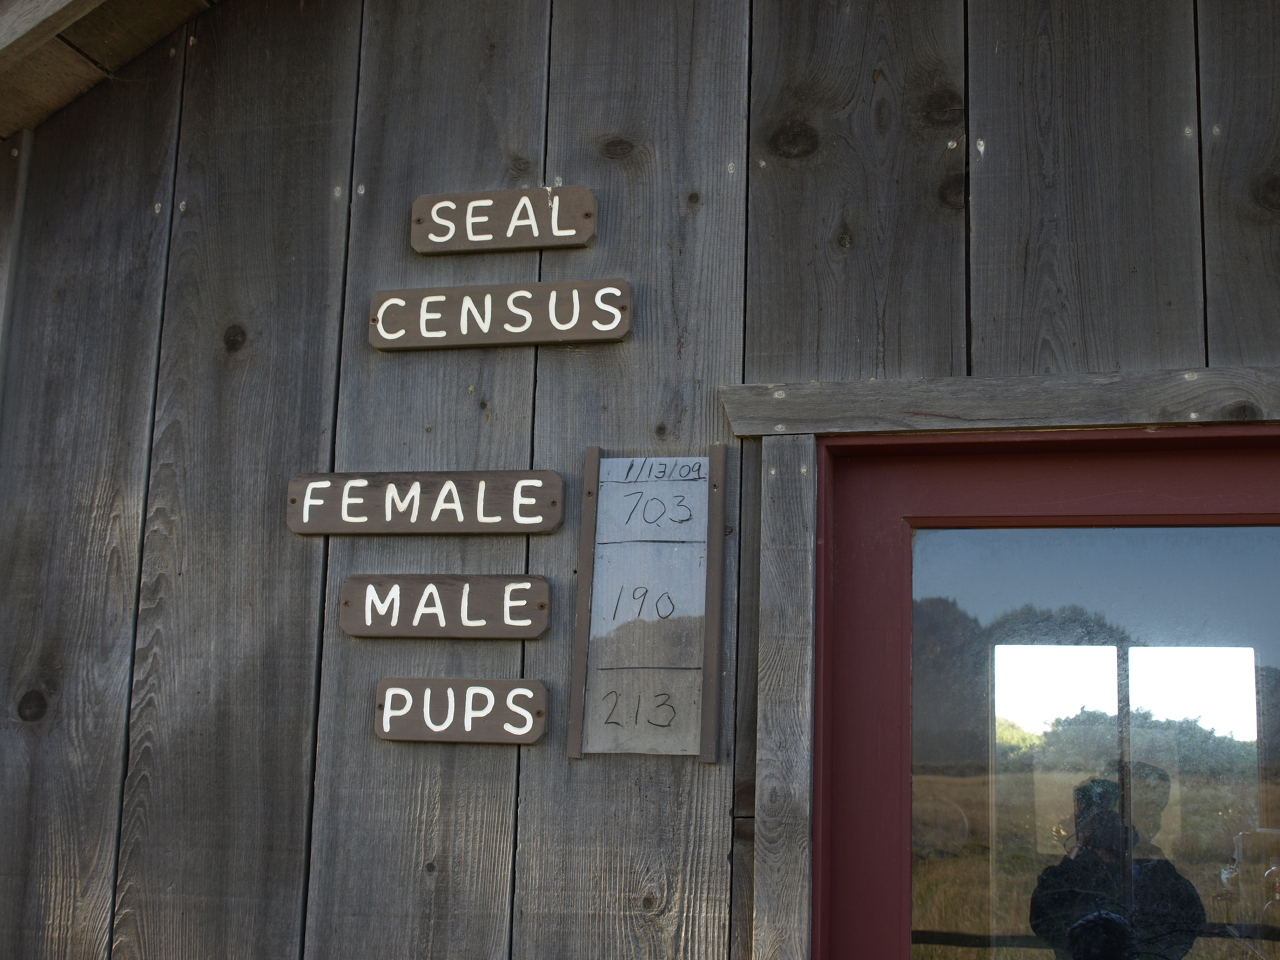 SEAL
CENSUS
1/13/09
FEMALE 703
MALE 190
PUPS 213